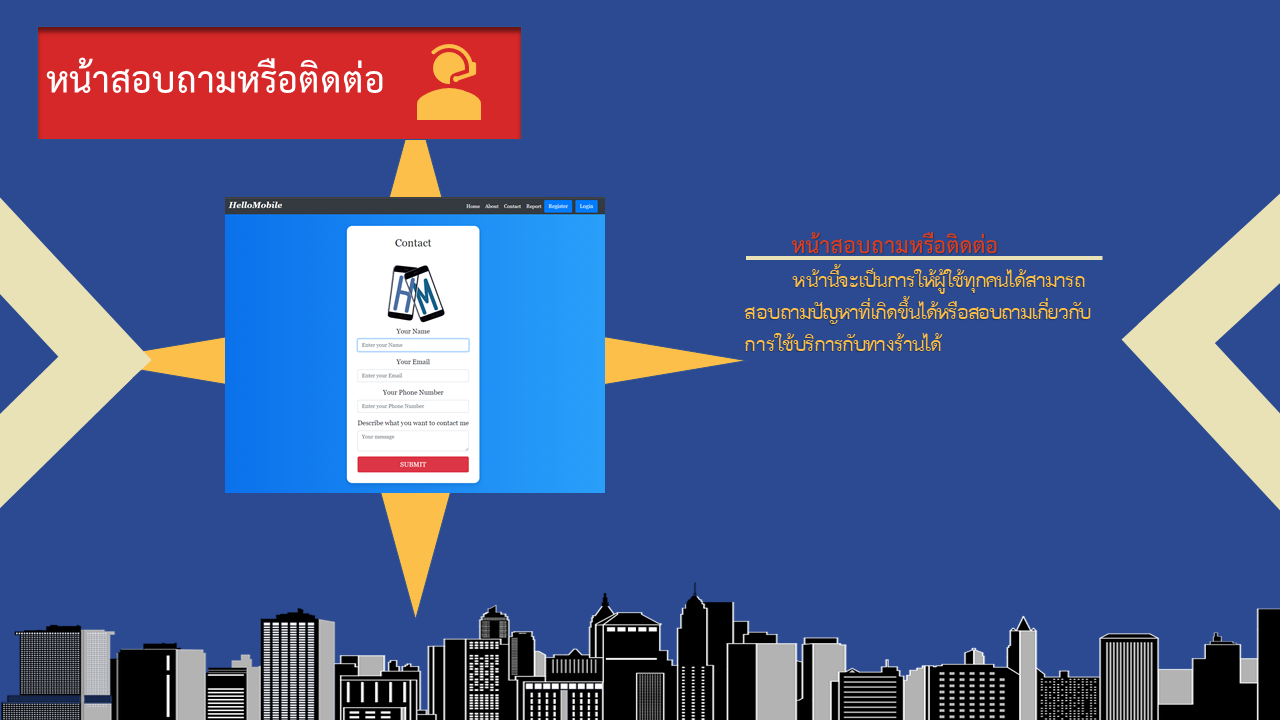 หน้าสอบถามหรือติดต่อ
HelloMobile
Home About Contact Report Register Login
Contact
HM
Your Name
Enter your Name
Your Email
Enter your Email
Your Phone Number
Enter your Phone Number
Describe what you want to contact me
Your message
SUBMIT
หน้าสอบถามหรือติดต่อ
หน้านี้จะเป็นการให้ผู้ใช้ทุกคนได้สามารถ
สอบถามปัญหาที่เกิดขึ้นได้หรือสอบถามเกี่ยวกับ
การใช้บริการกับทางร้านได้